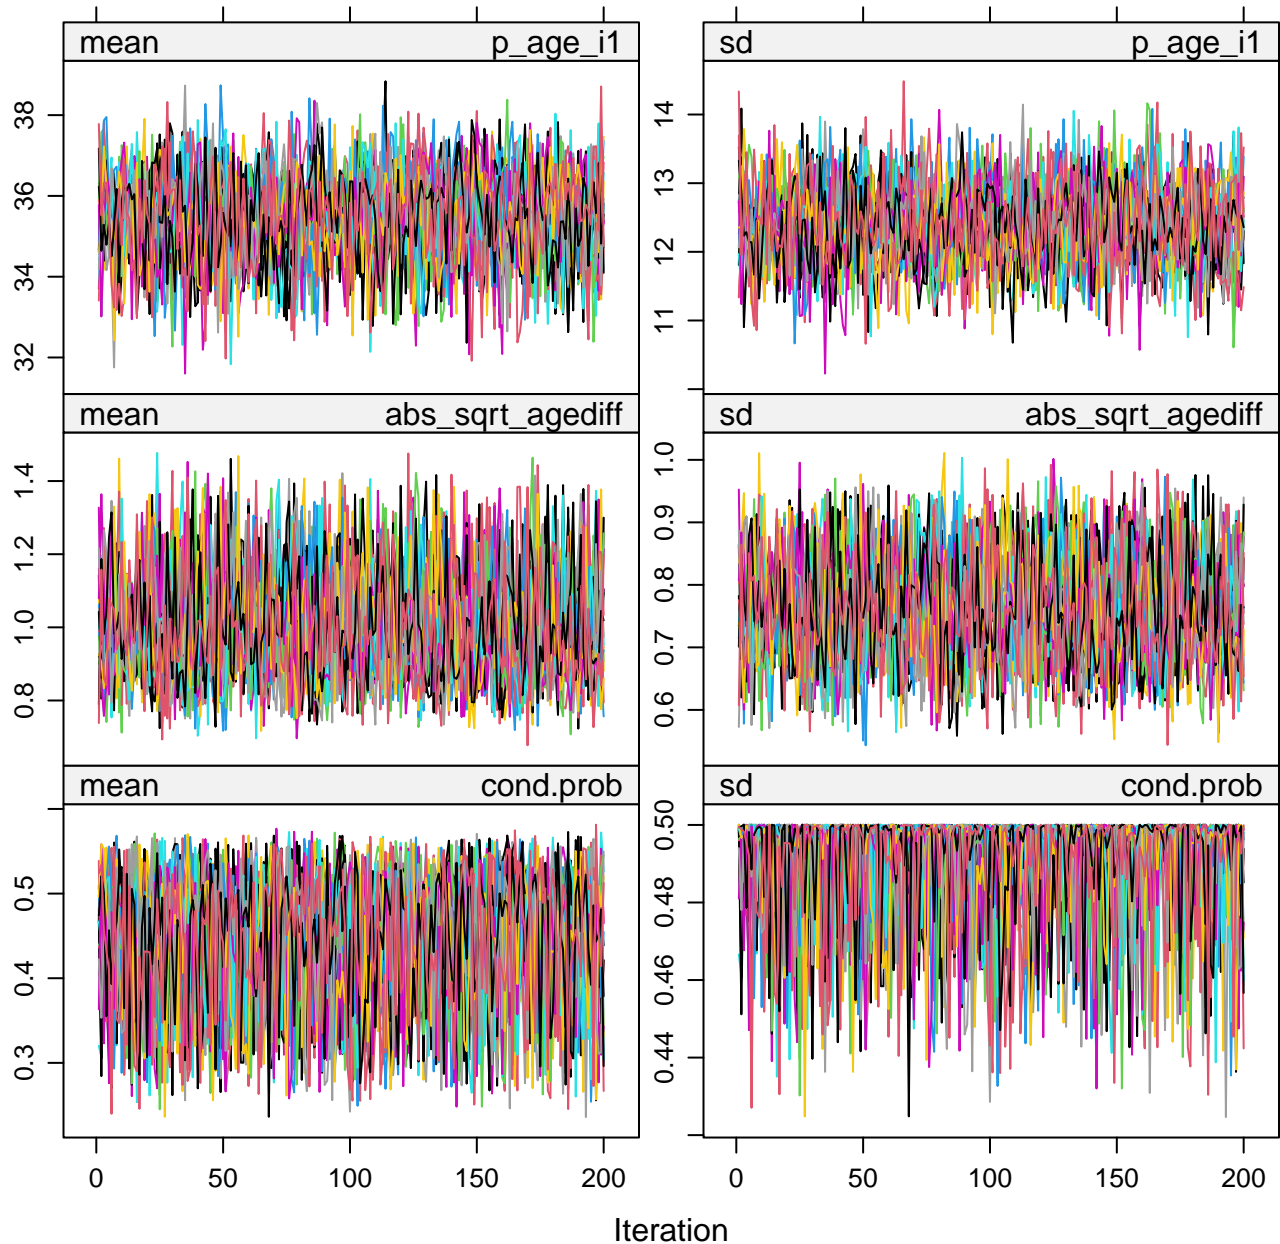 0 50 100 150 200
mean p_age_i1
sd p_age_i1
38
36
34
32
14
13
12
11
mean abs_sqrt_agediff
sd abs_sqrt_agediff
1.4
1.2
1.0
0.8
1.0
0.9
0.8
0.7
0.6
mean cond.prob
sd cond.prob
0.5
0.4
0.3
0.50
0.48
0.46
0.44
0 50 100 150 200
Iteration